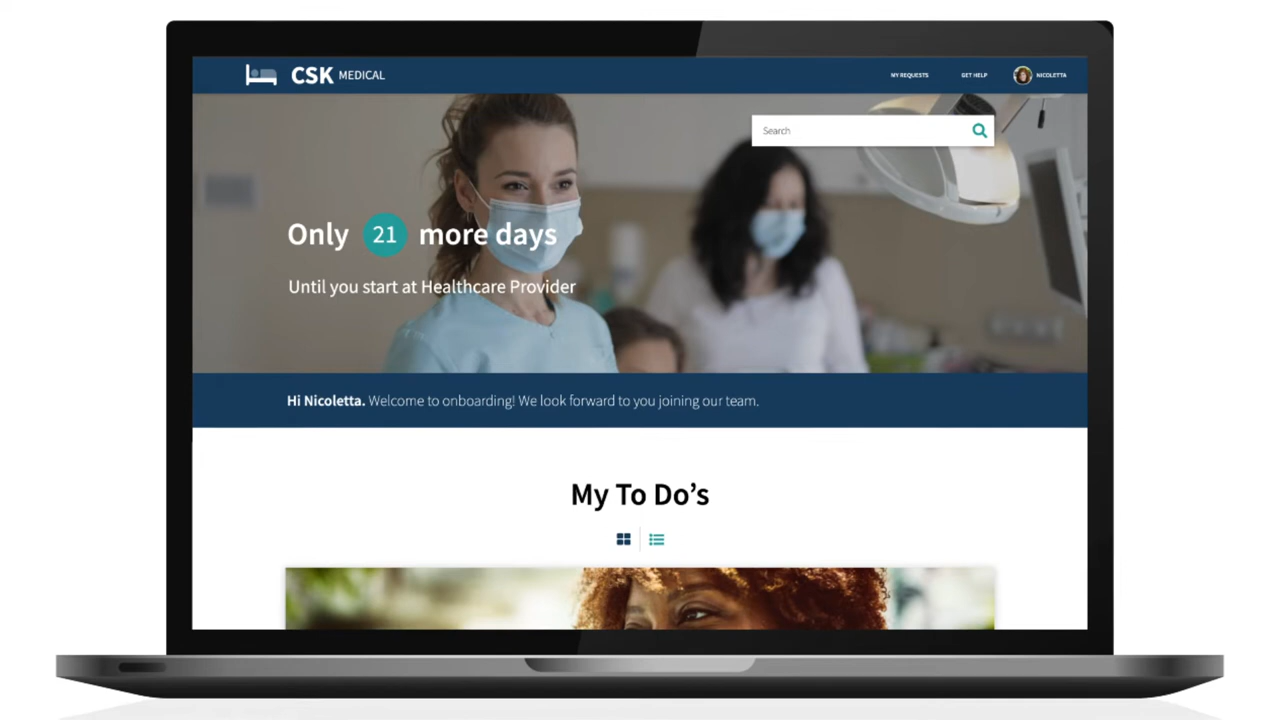 CSK MEDICAL
MY REQUESTS
GET HELP
NICOLETTA
Search
Only 21 more days
Until you start at Healthcare Provider
Hi Nicoletta. Welcome to onboarding! We look forward to you joining our team.
My To Do's